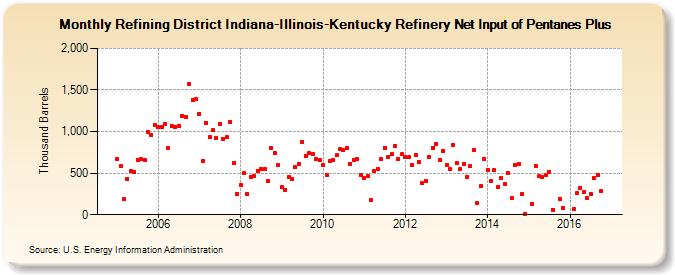 Monthly Refining District Indiana-Illinois-Kentucky Refinery Net Input of Pentanes Plus
Thousand Barrels
2,000
1,500
1,000
500
0
2006 2008 2010 2012 2014 2016
Source: U.S. Energy Information Administration